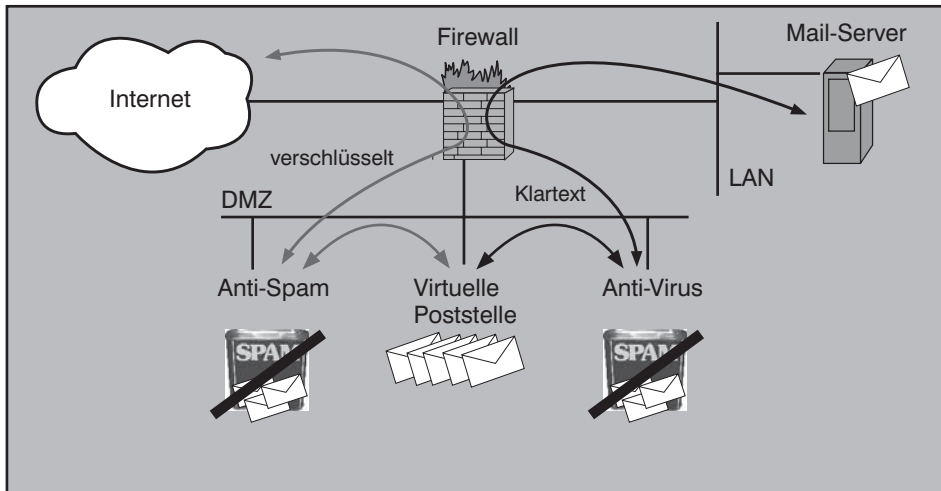 Firewall
Mail-Server
Internet
verschlüsselt
LAN
Klartext
DMZ
Anti-Spam
Virtuelle
Poststelle
Anti-Virus
SPAM
SPAM